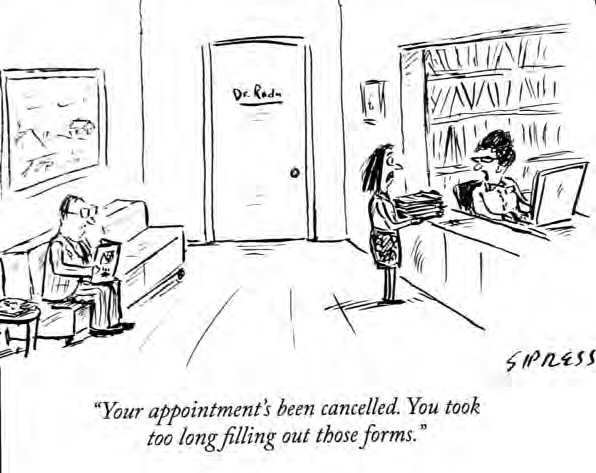 Dr. Radu
SIPRESS
"Your appointment's been cancelled. You took
too long filling out those forms."